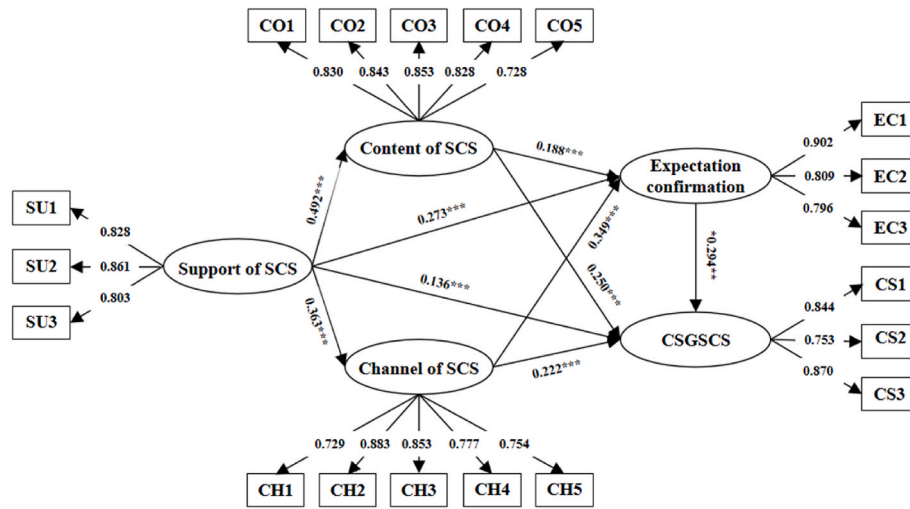 CO1 CO2 CO3 CO4 CO5
0.830 0.843 0.853 0.828 0.728
Content of SCS
0.188***
Expectation
confirmation
0.902
0.809
0.796
EC1
EC2
EC3
SU1
SU2
SU3
0.828
0.861
0.803
Support of SCS
0.492***
0.273***
0.349***
0.136***
0.250***
*0.294**
0.363***
Channel of SCS
0.222***
CSGSCS
0.844
0.753
0.870
CS1
CS2
CS3
0.729 0.883 0.853 0.777 0.754
CH1 CH2 CH3 CH4 CH5